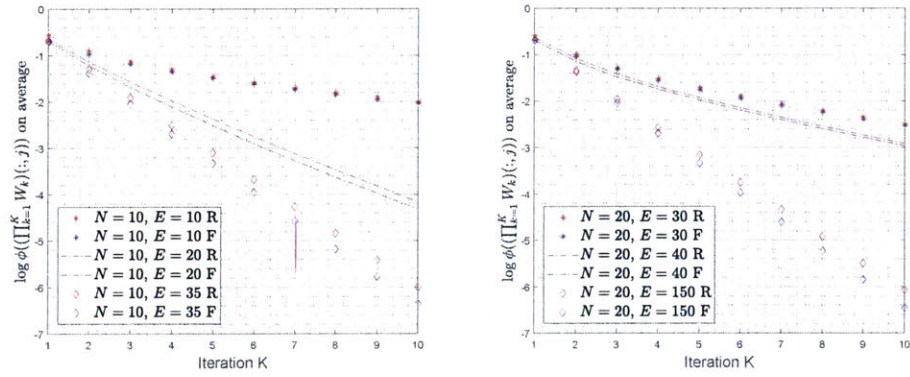 -1
-2
-3
-4
-5
-6
-7
log ϕ((∏_{k=1}^{K} W_k)(:, j)) on average
N = 10, E = 10 R
N = 10, E = 10 F
N = 10, E = 20 R
N = 10, E = 20 F
N = 10, E = 35 R
N = 10, E = 35 F
1 2 3 4 5 6 7 8 9 10
Iteration K
0
-1
-2
-3
-4
-5
-6
-7
log ϕ((∏_{k=1}^{K} W_k)(:, j)) on average
N = 20, E = 30 R
N = 20, E = 30 F
N = 20, E = 40 R
N = 20, E = 40 F
N = 20, E = 150 R
N = 20, E = 150 F
1 2 3 4 5 6 7 8 9 10
Iteration K